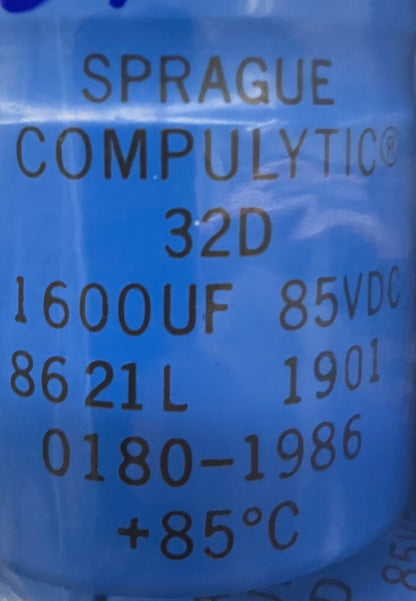 SPRAGUE
COMPULYTIC®
32D
1600UF 85VDC
8621L 1901
0180-1986
+85°C